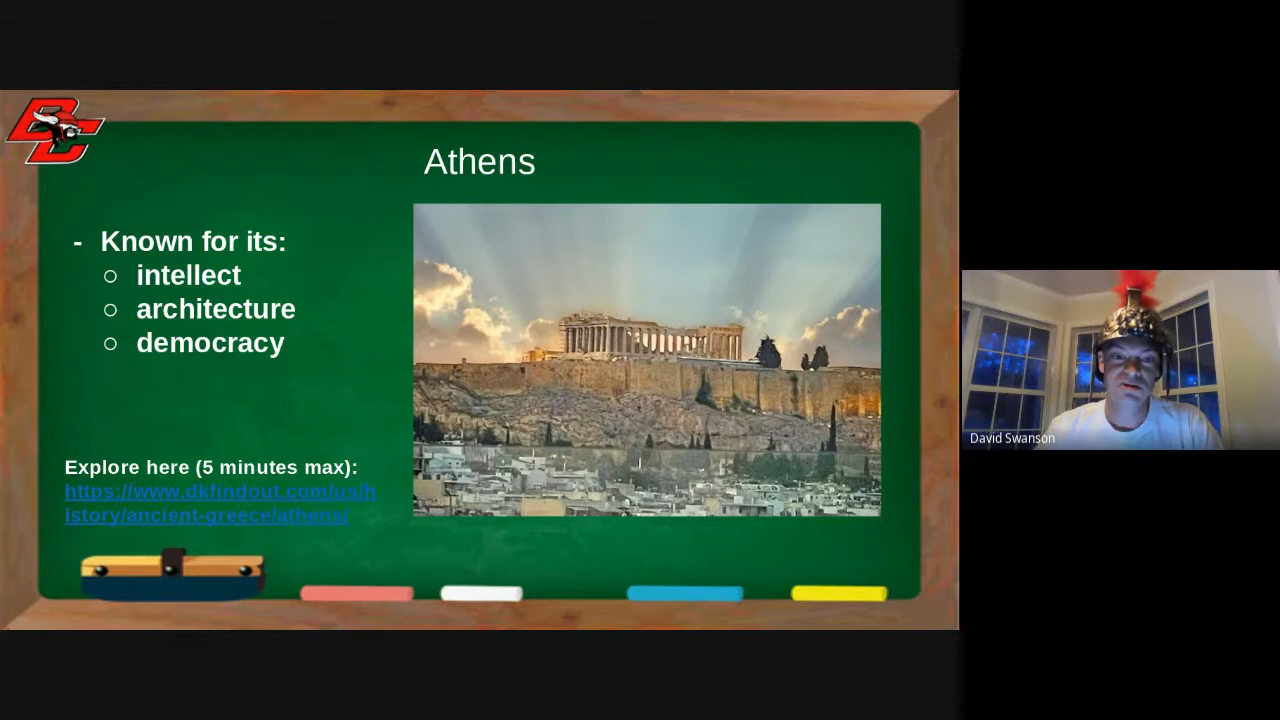 BC
Athens
- Known for its:
○ intellect
○ architecture
○ democracy
Explore here (5 minutes max):
https://www.dkfindout.com/us/h
istory/ancient-greece/athens/
David Swanson